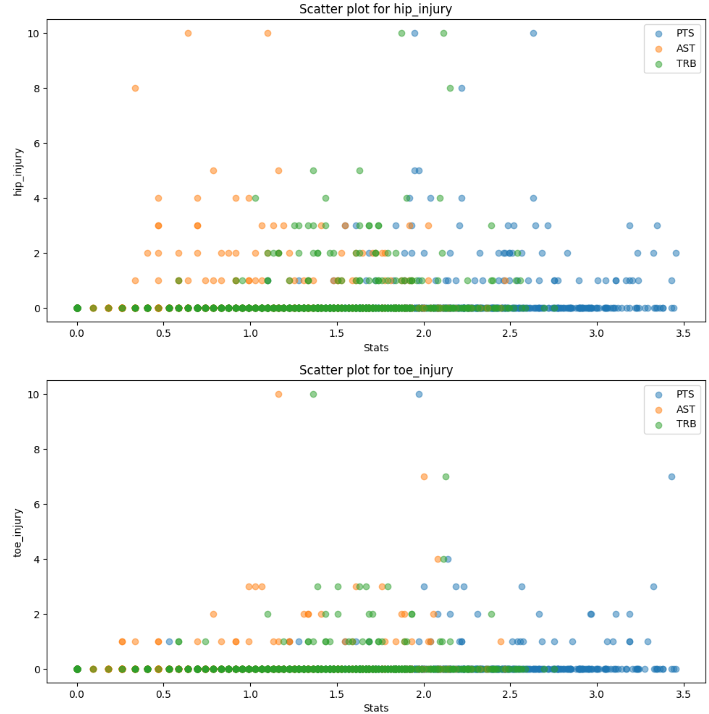 Scatter plot for hip_injury
10
8
6
4
2
0
hip_injury
PTS
AST
TRB
0.0 0.5 1.0 1.5 2.0 2.5 3.0 3.5
Stats
Scatter plot for toe_injury
10
8
6
4
2
0
toe_injury
PTS
AST
TRB
0.0 0.5 1.0 1.5 2.0 2.5 3.0 3.5
Stats